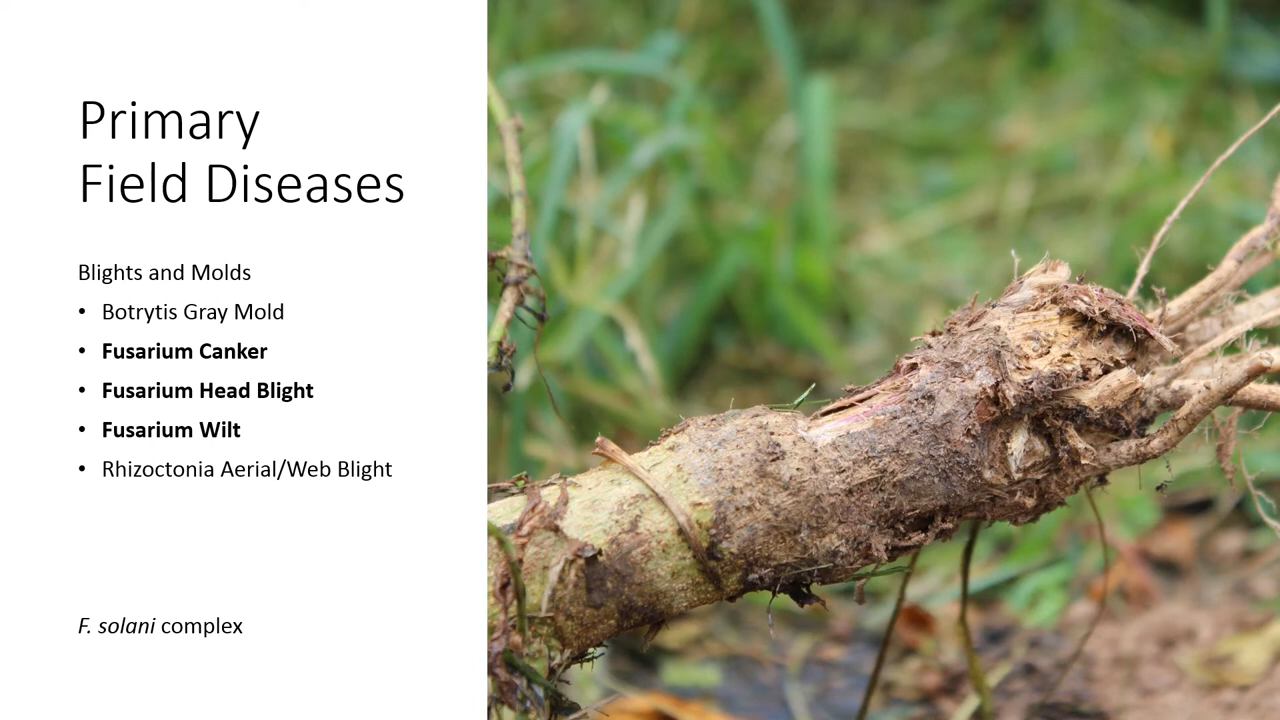 Primary
Field Diseases
Blights and Molds
• Botrytis Gray Mold
• Fusarium Canker
• Fusarium Head Blight
• Fusarium Wilt
• Rhizoctonia Aerial/Web Blight
F. solani complex